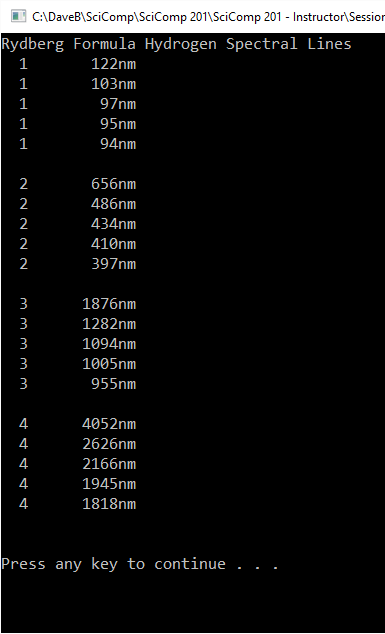 C:\DaveB\SciComp\SciComp 201\SciComp 201 - Instructor\Session
Rydberg Formula Hydrogen Spectral Lines
1 122nm
1 103nm
1 97nm
1 95nm
1 94nm
2 656nm
2 486nm
2 434nm
2 410nm
2 397nm
3 1876nm
3 1282nm
3 1094nm
3 1005nm
3 955nm
4 4052nm
4 2626nm
4 2166nm
4 1945nm
4 1818nm
Press any key to continue . . .